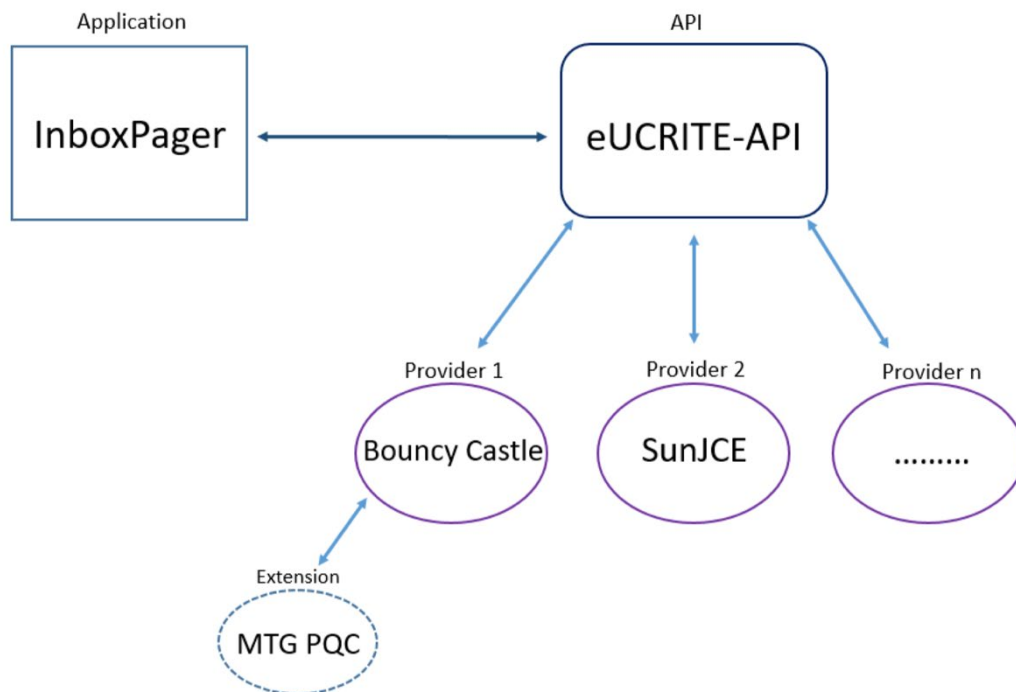 Application
API
InboxPager
eUCRITE-API
Provider 1
Provider 2
Provider n
Bouncy Castle
SunJCE
.........
Extension
MTG PQC